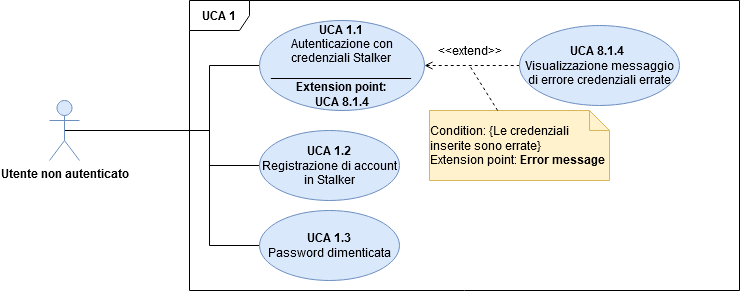 UCA 1
UCA 1.1
Autenticazione con
credenziali Stalker
Extension point:
UCA 8.1.4
<<extend>>
UCA 8.1.4
Visualizzazione messaggio
di errore credenziali errate
Condition: {Le credenziali
inserite sono errate}
Extension point: Error message
Utente non autenticato
UCA 1.2
Registrazione di account
in Stalker
UCA 1.3
Password dimenticata